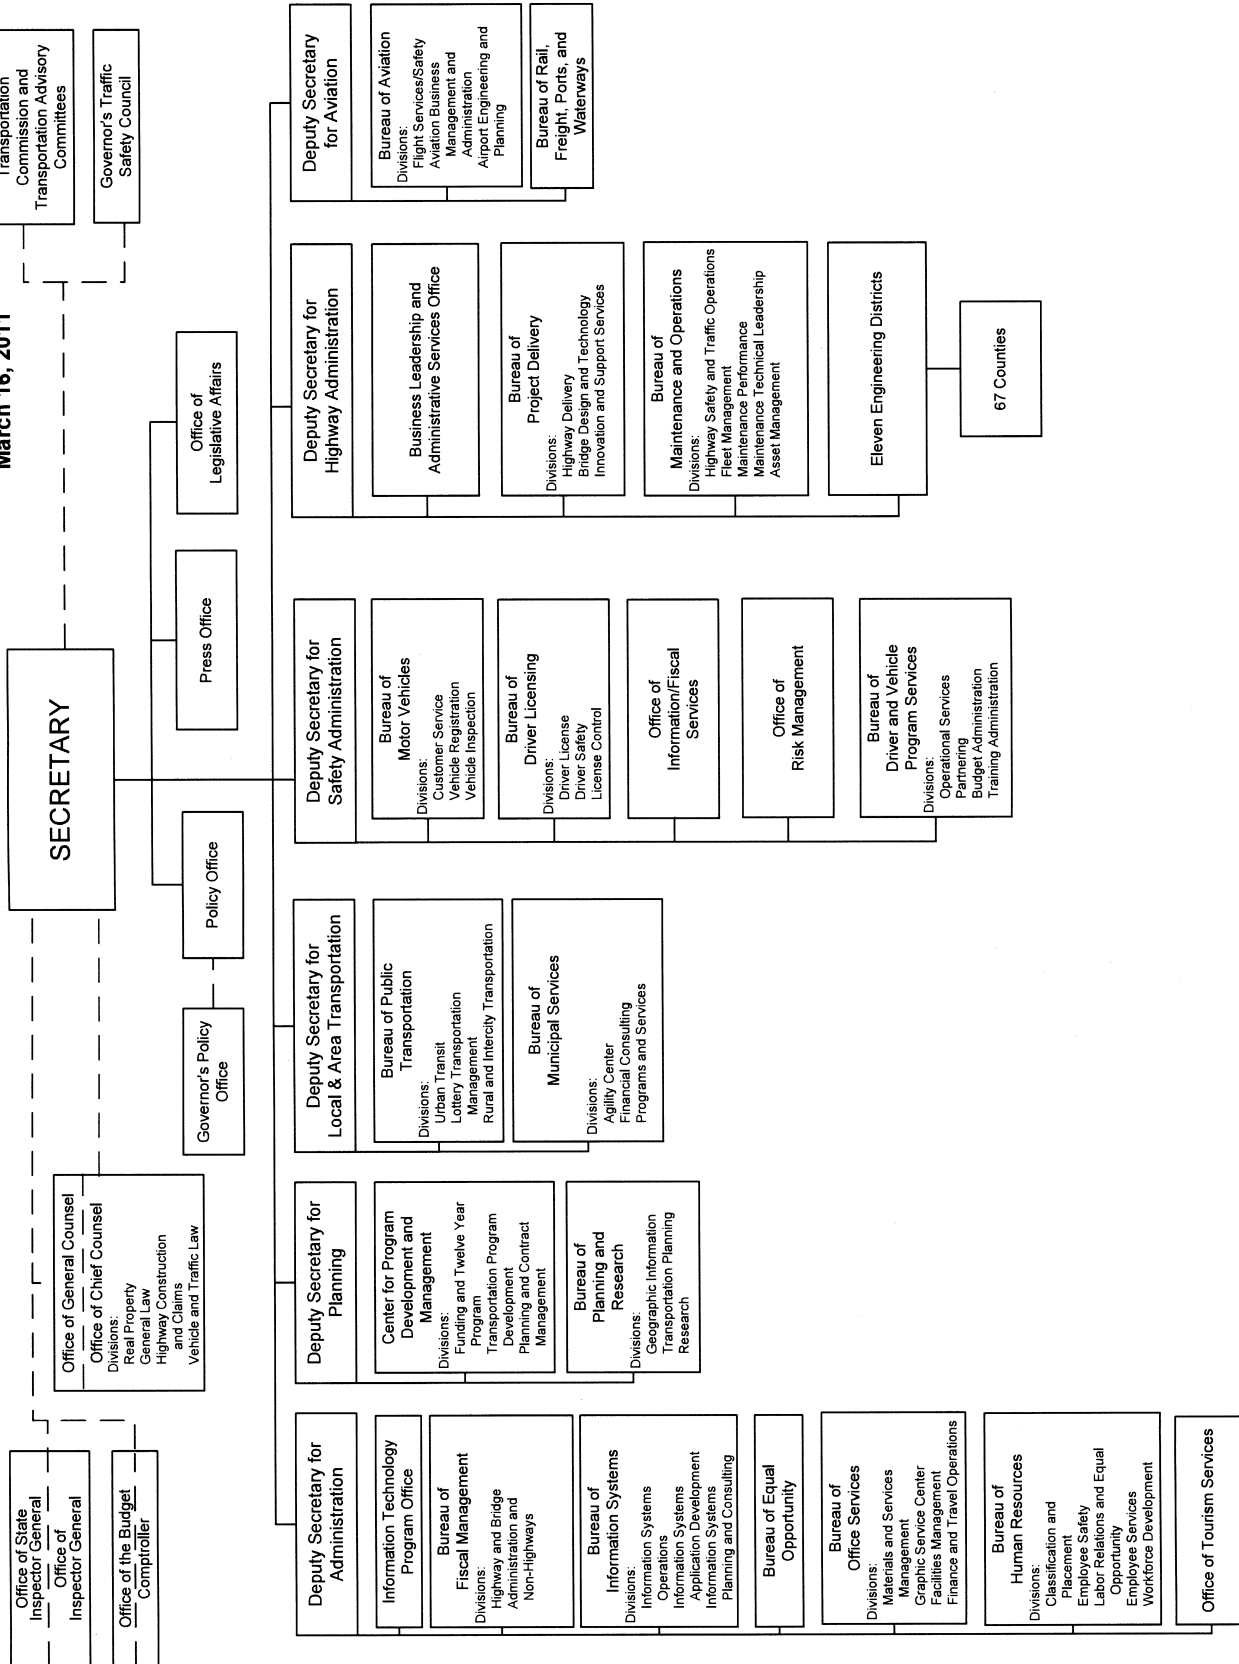 March 16, 2011
Transportation
Commission and
Transportation Advisory
Committees
Governor's Traffic
Safety Council
SECRETARY
Office of State
Inspector General
Office of
Inspector General
Office of the Budget
Comptroller
Office of General Counsel
Office of Chief Counsel
Divisions:
Real Property
General Law
Highway Construction
and Claims
Vehicle and Traffic Law
Governor's Policy
Office
Policy Office
Press Office
Office of
Legislative Affairs
Deputy Secretary for
Administration
Information Technology
Program Office
Bureau of
Fiscal Management
Divisions:
Highway and Bridge
Administration and
Non-Highways
Bureau of
Information Systems
Divisions:
Information Systems
Operations
Information Systems
Application Development
Information Systems
Planning and Consulting
Bureau of Equal
Opportunity
Bureau of
Office Services
Divisions:
Materials and Services
Management
Graphic Service Center
Facilities Management
Finance and Travel Operations
Bureau of
Human Resources
Divisions:
Classification and
Placement
Employee Safety
Labor Relations and Equal
Opportunity
Employee Services
Workforce Development
Office of Tourism Services
Deputy Secretary for
Planning
Center for Program
Development and
Management
Divisions:
Funding and Twelve Year
Program
Transportation Program
Development
Planning and Contract
Management
Bureau of
Planning and
Research
Divisions:
Geographic Information
Transportation Planning
Research
Deputy Secretary for
Local & Area Transportation
Bureau of Public
Transportation
Divisions:
Urban Transit
Lottery Transportation
Management
Rural and Intercity Transportation
Bureau of
Municipal Services
Divisions:
Agility Center
Financial Consulting
Programs and Services
Deputy Secretary for
Safety Administration
Bureau of
Motor Vehicles
Divisions:
Customer Service
Vehicle Registration
Vehicle Inspection
Bureau of
Driver Licensing
Divisions:
Driver License
Driver Safety
License Control
Office of
Information/Fiscal
Services
Office of
Risk Management
Bureau of
Driver and Vehicle
Program Services
Divisions:
Operational Services
Partnering
Budget Administration
Training Administration
Deputy Secretary for
Highway Administration
Business Leadership and
Administrative Services Office
Bureau of
Project Delivery
Divisions:
Highway Delivery
Bridge Design and Technology
Innovation and Support Services
Bureau of
Maintenance and Operations
Divisions:
Highway Safety and Traffic Operations
Fleet Management
Maintenance Performance
Maintenance Technical Leadership
Asset Management
Eleven Engineering Districts
67 Counties
Deputy Secretary
for Aviation
Bureau of Aviation
Divisions:
Flight Services/Safety
Aviation Business
Management and
Administration
Airport Engineering and
Planning
Bureau of Rail,
Freight, Ports, and
Waterways